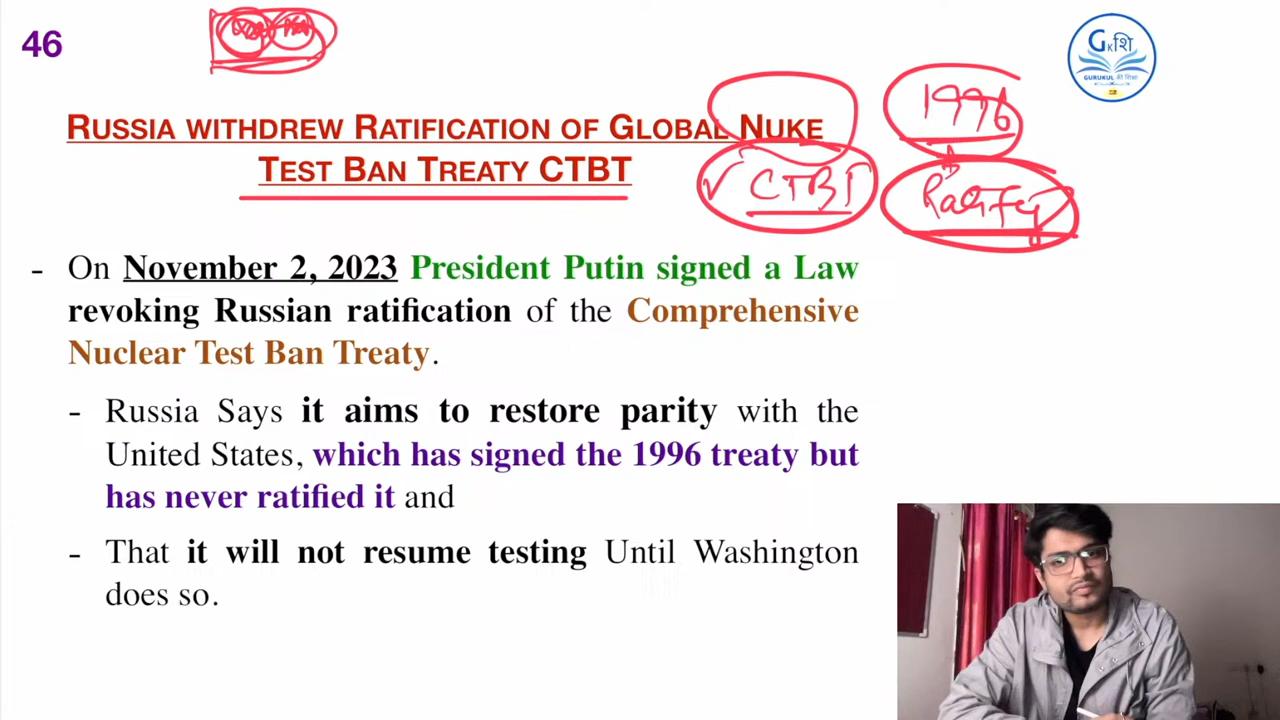 46
GKशि
GURUKUL की शिक्षा
1996
RUSSIA WITHDREW RATIFICATION OF GLOBAL NUKE
TEST BAN TREATY CTBT
CTBT
Ratify
- On November 2, 2023 President Putin signed a Law
revoking Russian ratification of the Comprehensive
Nuclear Test Ban Treaty.
- Russia Says it aims to restore parity with the
United States, which has signed the 1996 treaty but
has never ratified it and
- That it will not resume testing Until Washington
does so.